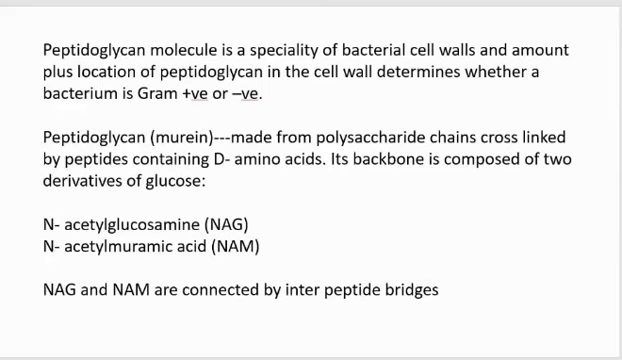 Peptidoglycan molecule is a speciality of bacterial cell walls and amount
plus location of peptidoglycan in the cell wall determines whether a
bacterium is Gram +ve or –ve.
Peptidoglycan (murein)---made from polysaccharide chains cross linked
by peptides containing D- amino acids. Its backbone is composed of two
derivatives of glucose:
N- acetylglucosamine (NAG)
N- acetylmuramic acid (NAM)
NAG and NAM are connected by inter peptide bridges